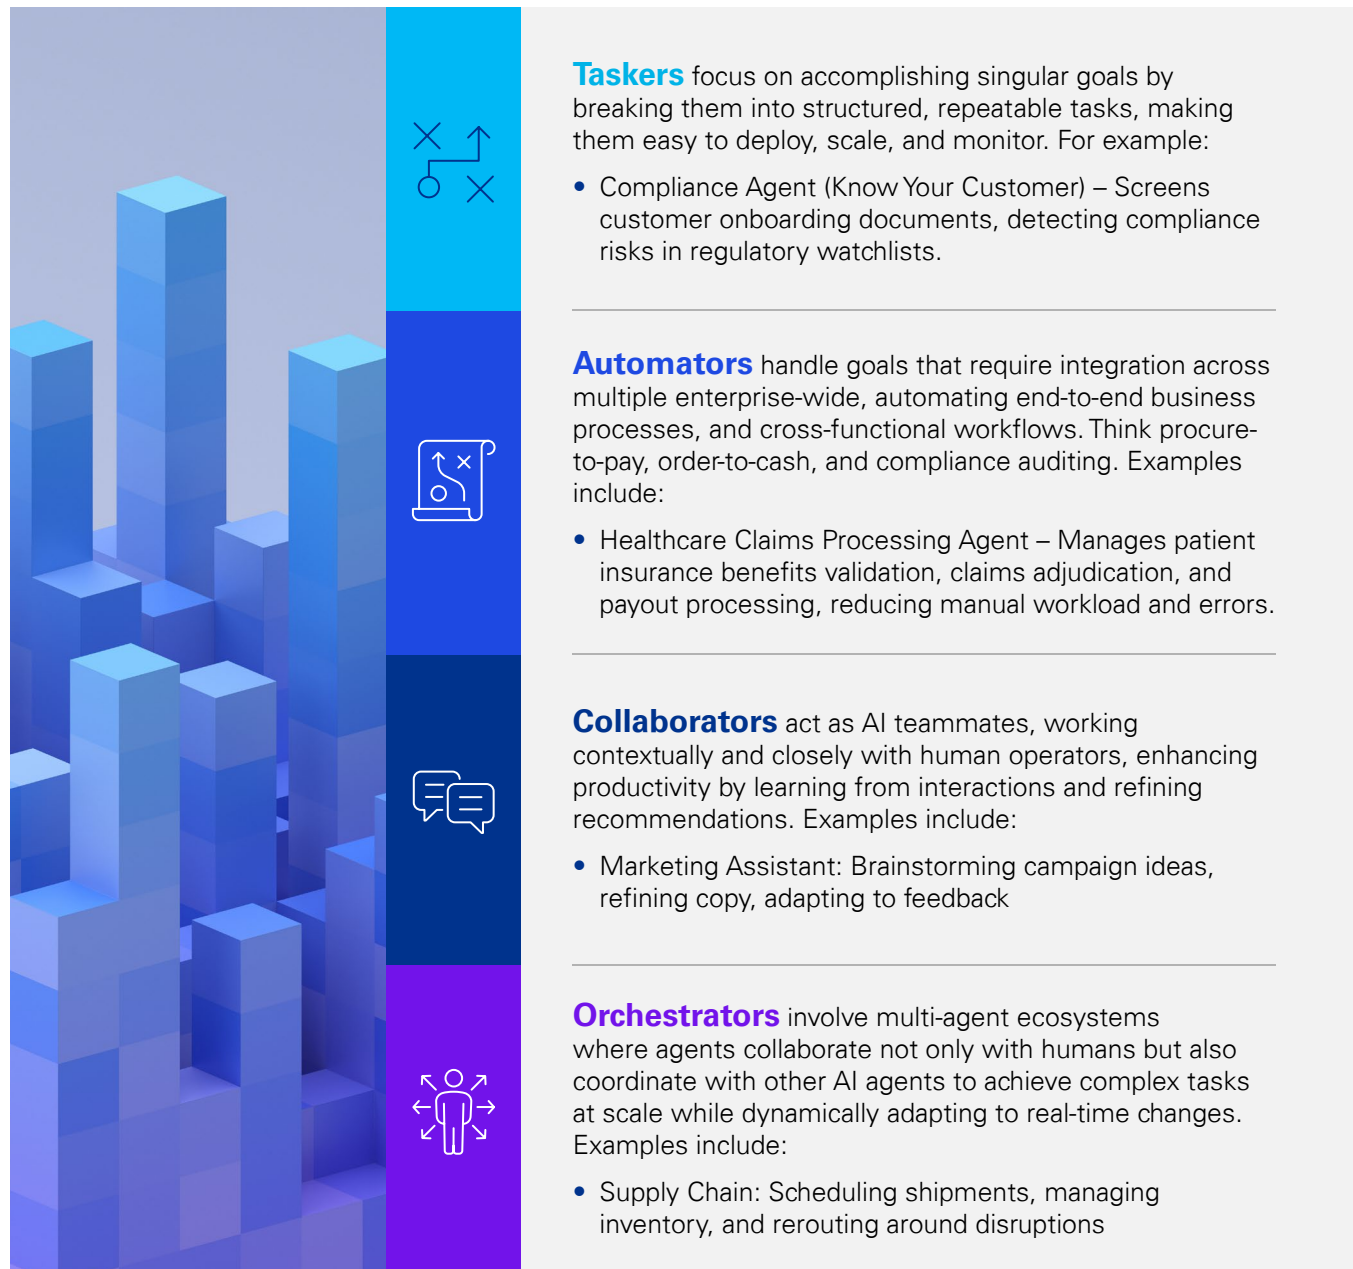 Taskers focus on accomplishing singular goals by
breaking them into structured, repeatable tasks, making
them easy to deploy, scale, and monitor. For example:
• Compliance Agent (Know Your Customer) – Screens
customer onboarding documents, detecting compliance
risks in regulatory watchlists.
Automators handle goals that require integration across
multiple enterprise-wide, automating end-to-end business
processes, and cross-functional workflows. Think procure-
to-pay, order-to-cash, and compliance auditing. Examples
include:
• Healthcare Claims Processing Agent – Manages patient
insurance benefits validation, claims adjudication, and
payout processing, reducing manual workload and errors.
Collaborators act as AI teammates, working
contextually and closely with human operators, enhancing
productivity by learning from interactions and refining
recommendations. Examples include:
• Marketing Assistant: Brainstorming campaign ideas,
refining copy, adapting to feedback
Orchestrators involve multi-agent ecosystems
where agents collaborate not only with humans but also
coordinate with other AI agents to achieve complex tasks
at scale while dynamically adapting to real-time changes.
Examples include:
• Supply Chain: Scheduling shipments, managing
inventory, and rerouting around disruptions